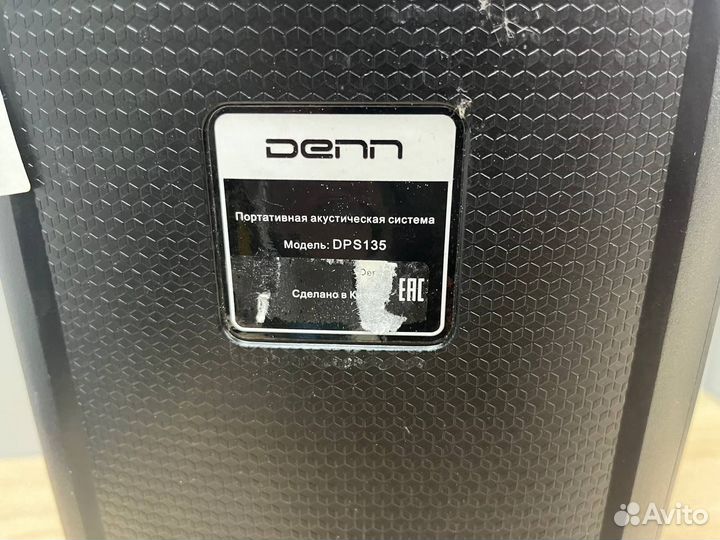 DENN
Портативная акустическая система
Модель: DPS135
Сделано в
EAC
Avito